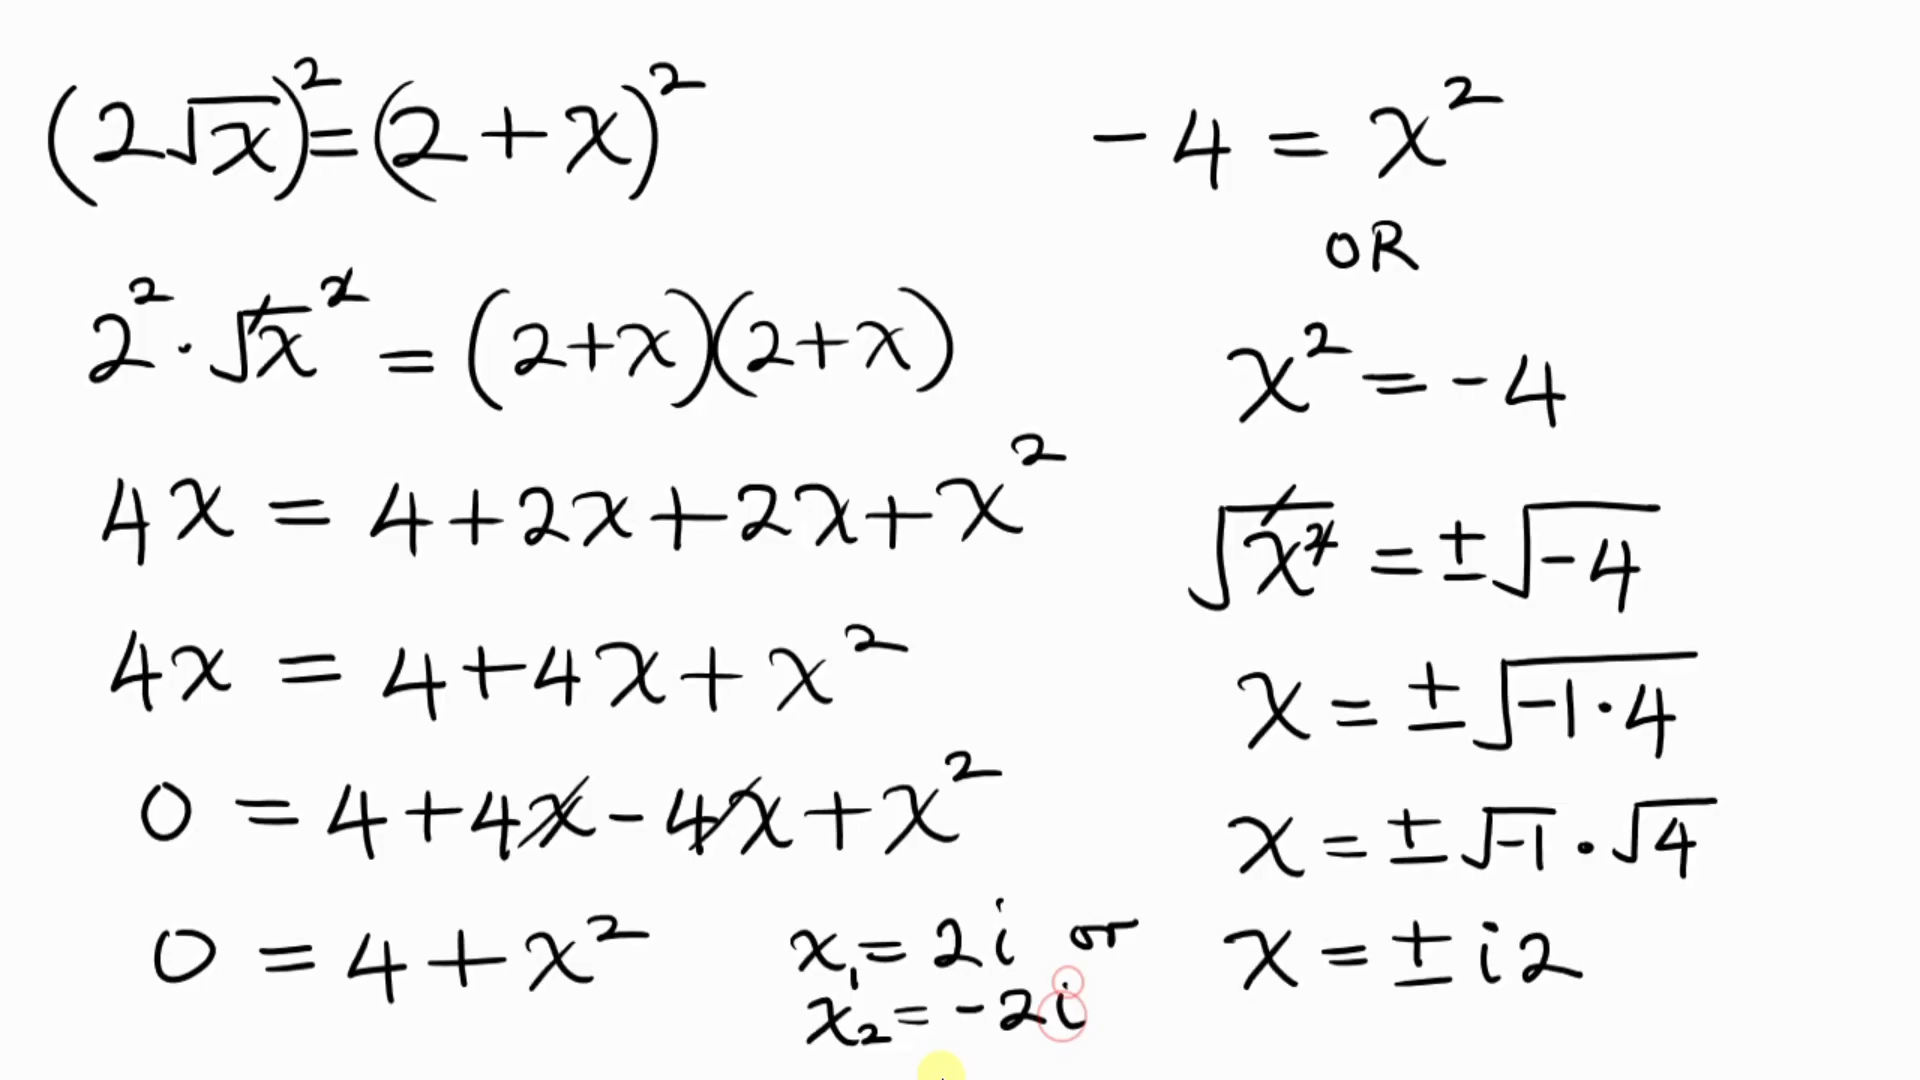 (2√x)² = (2 + x)²
2² · √x² = (2+x)(2+x)
4x = 4 + 2x + 2x + x²
4x = 4 + 4x + x²
0 = 4 + 4x - 4x + x²
0 = 4 + x²
-4 = x²
OR
x² = -4
√x² = ±√-4
x = ±√-1·4
x = ±√-1 · √4
x = ± i2
x₁ = 2i or
x₂ = -2i